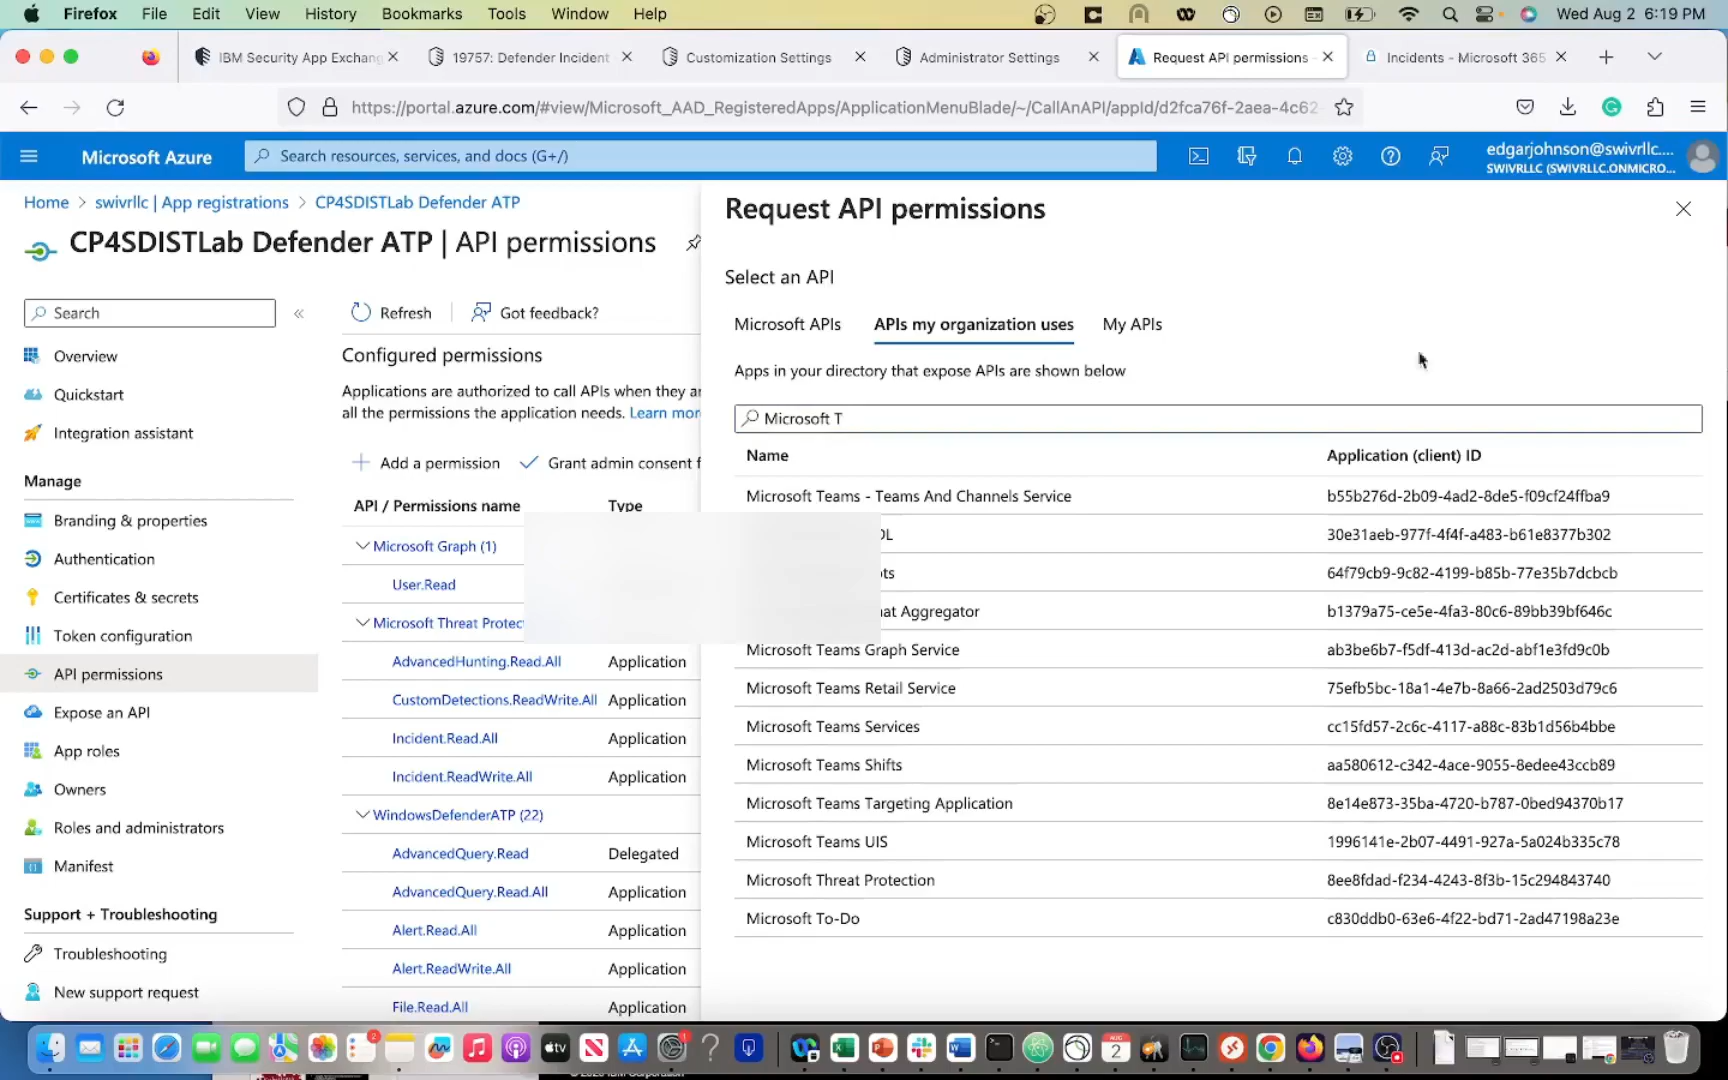 Firefox File Edit View History Bookmarks Tools Window Help Wed Aug 2 6:19 PM
IBM Security App Exchang 19757: Defender Incident Customization Settings Administrator Settings Request API permissions Incidents - Microsoft 365
https://portal.azure.com/#view/Microsoft_AAD_RegisteredApps/ApplicationMenuBlade/~/CallAnAPI/appId/d2fca76f-2aea-4c62-
Microsoft Azure
Search resources, services, and docs (G+/)
edgarjohnson@swivrllc....
SWIVRLLC (SWIVRLLC.ONMICRO...
Home > swivrllc | App registrations > CP4SDISTLab Defender ATP
CP4SDISTLab Defender ATP | API permissions
Search
Overview
Quickstart
Integration assistant
Manage
Branding & properties
Authentication
Certificates & secrets
Token configuration
API permissions
Expose an API
App roles
Owners
Roles and administrators
Manifest
Support + Troubleshooting
Troubleshooting
New support request
Refresh Got feedback?
Configured permissions
Applications are authorized to call APIs when they ar
all the permissions the application needs. Learn mor
Add a permission Grant admin consent f
API / Permissions name Type
Microsoft Graph (1)
User.Read
Microsoft Threat Protec
AdvancedHunting.Read.All Application
CustomDetections.ReadWrite.All Application
Incident.Read.All Application
Incident.ReadWrite.All Application
WindowsDefenderATP (22)
AdvancedQuery.Read Delegated
AdvancedQuery.Read.All Application
Alert.Read.All Application
Alert.ReadWrite.All Application
File.Read.All Application
Request API permissions
Select an API
Microsoft APIs APIs my organization uses My APIs
Apps in your directory that expose APIs are shown below
Microsoft T
Name Application (client) ID
Microsoft Teams - Teams And Channels Service b55b276d-2b09-4ad2-8de5-f09cf24ffba9
OL 30e31aeb-977f-4f4f-a483-b61e8377b302
ots 64f79cb9-9c82-4199-b85b-77e35b7dcbcb
hat Aggregator b1379a75-ce5e-4fa3-80c6-89bb39bf646c
Microsoft Teams Graph Service ab3be6b7-f5df-413d-ac2d-abf1e3fd9c0b
Microsoft Teams Retail Service 75efb5bc-18a1-4e7b-8a66-2ad2503d79c6
Microsoft Teams Services cc15fd57-2c6c-4117-a88c-83b1d56b4bbe
Microsoft Teams Shifts aa580612-c342-4ace-9055-8edee43ccb89
Microsoft Teams Targeting Application 8e14e873-35ba-4720-b787-0bed94370b17
Microsoft Teams UIS 1996141e-2b07-4491-927a-5a024b335c78
Microsoft Threat Protection 8ee8fdad-f234-4243-8f3b-15c294843740
Microsoft To-Do c830ddb0-63e6-4f22-bd71-2ad47198a23e
tv
AUG
2